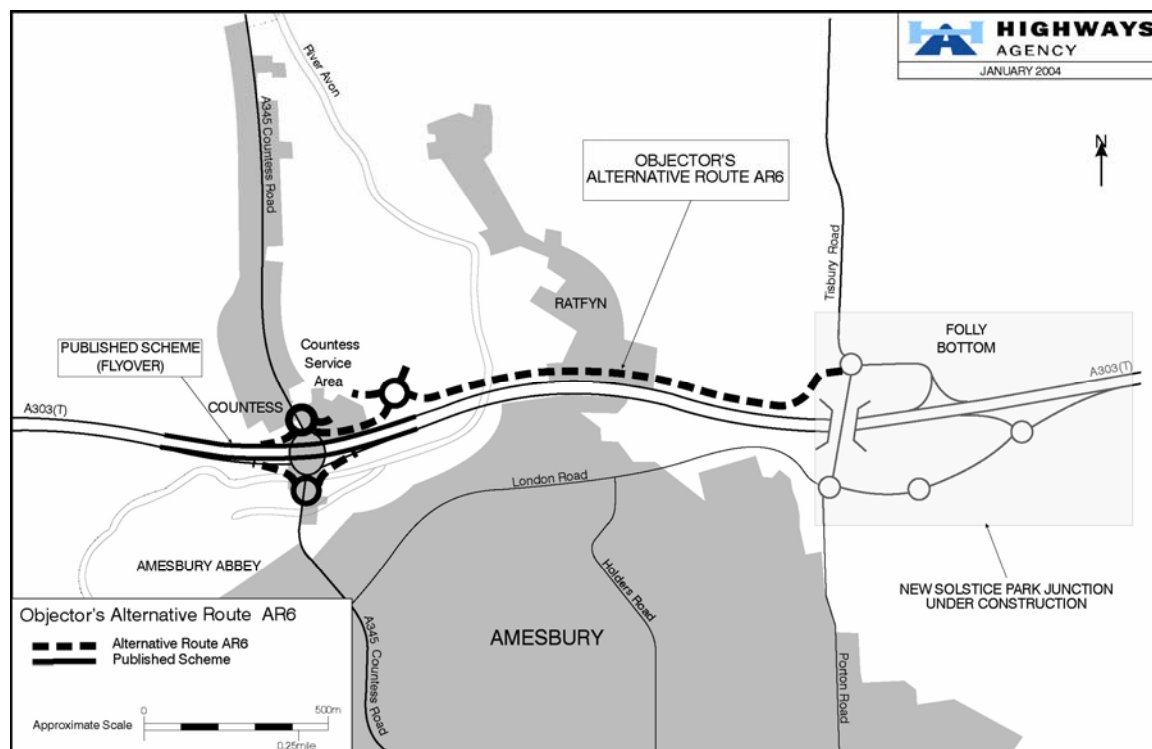 HIGHWAYS
AGENCY
JANUARY 2004
River Avon
A345 Countess Road
N
OBJECTOR'S
ALTERNATIVE ROUTE AR6
Tisbury Road
RATFYN
FOLLY
BOTTOM
PUBLISHED SCHEME
(FLYOVER)
Countess
Service
Area
A303(T)
A303(T)
COUNTESS
London Road
AMESBURY ABBEY
Holders Road
NEW SOLSTICE PARK JUNCTION
UNDER CONSTRUCTION
AMESBURY
A345 Countess Road
Porton Road
Objector's Alternative Route AR6
Alternative Route AR6
Published Scheme
Approximate Scale
0
500m
0.25mile